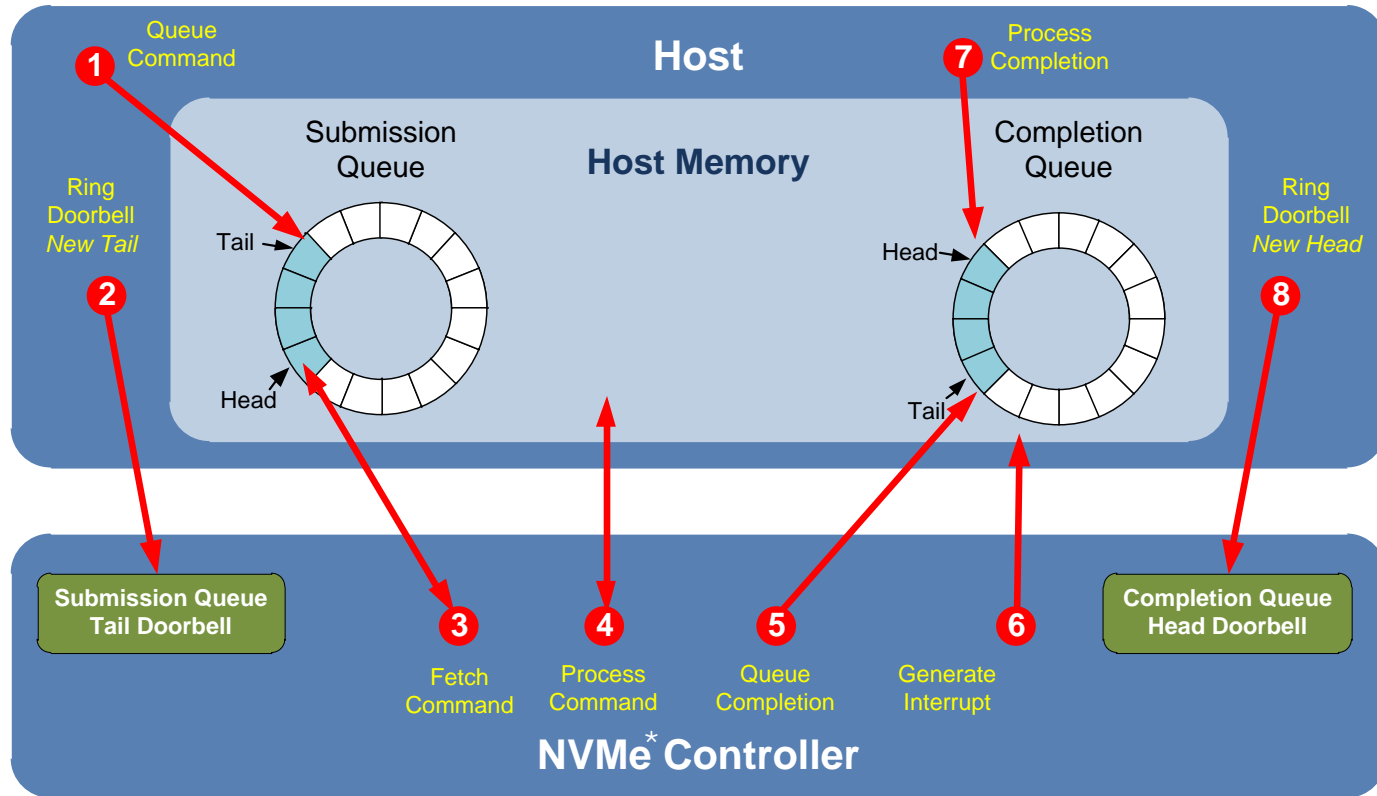 Host
1
Queue
Command
7
Process
Completion
Submission
Queue
Host Memory
Completion
Queue
Ring
Doorbell
New Tail
2
Tail
Head
Head
Tail
Ring
Doorbell
New Head
8
Submission Queue
Tail Doorbell
3
Fetch
Command
4
Process
Command
5
Queue
Completion
6
Generate
Interrupt
Completion Queue
Head Doorbell
NVMe* Controller